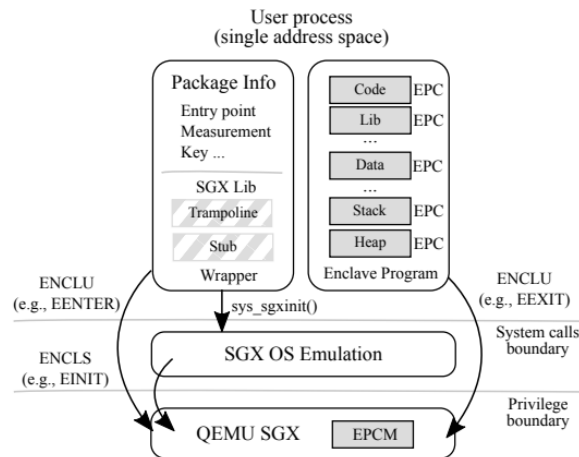 User process
(single address space)
Package Info
Entry point
Measurement
Key ...
SGX Lib
Trampoline
Stub
Wrapper
Code EPC
Lib EPC
...
Data EPC
...
Stack EPC
Heap EPC
Enclave Program
ENCLU
(e.g., EENTER)
sys_sgxinit()
ENCLU
(e.g., EEXIT)
System calls
boundary
SGX OS Emulation
ENCLS
(e.g., EINIT)
Privilege
boundary
QEMU SGX
EPCM